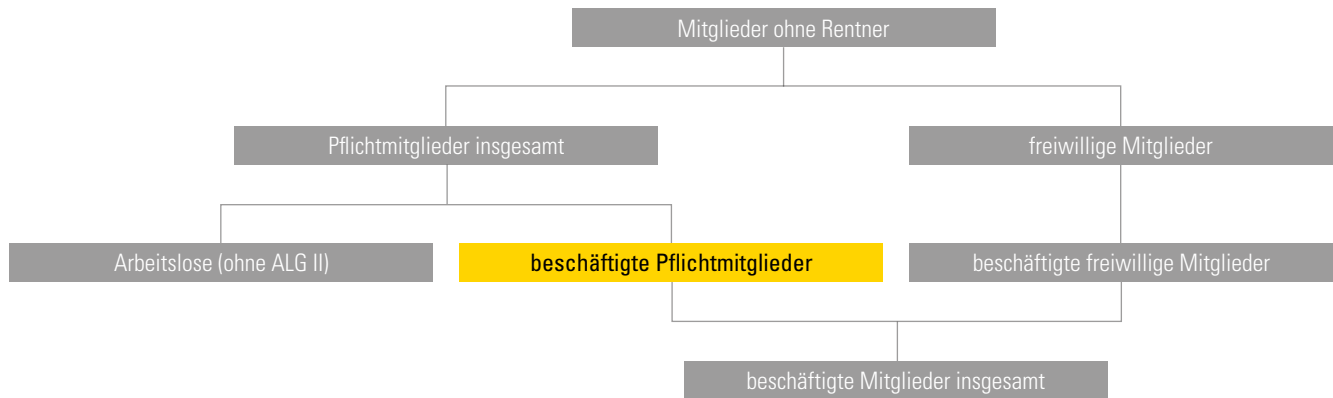 Mitglieder ohne Rentner
Pflichtmitglieder insgesamt
freiwillige Mitglieder
Arbeitslose (ohne ALG II)
beschäftigte Pflichtmitglieder
beschäftigte freiwillige Mitglieder
beschäftigte Mitglieder insgesamt